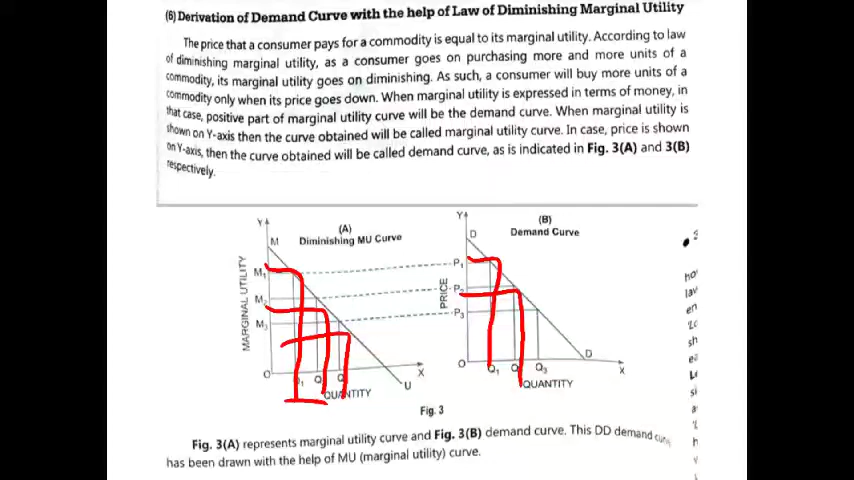 (6) Derivation of Demand Curve with the help of Law of Diminishing Marginal Utility
The price that a consumer pays for a commodity is equal to its marginal utility. According to law
of diminishing marginal utility, as a consumer goes on purchasing more and more units of a
commodity, its marginal utility goes on diminishing. As such, a consumer will buy more units of a
commodity only when its price goes down. When marginal utility is expressed in terms of money, in
that case, positive part of marginal utility curve will be the demand curve. When marginal utility is
shown on Y-axis then the curve obtained will be called marginal utility curve. In case, price is shown
on Y-axis, then the curve obtained will be called demand curve, as is indicated in Fig. 3(A) and 3(B)
respectively.
Y
(A)
Diminishing MU Curve
M
M₁
M₂
M₃
MARGINAL UTILITY
O
Q
Q
X
U
QUANTITY
Y
(B)
Demand Curve
D
P₁
P₂
P₃
PRICE
O
Q₁
Q
Q₃
D
X
QUANTITY
Fig. 3
Fig. 3(A) represents marginal utility curve and Fig. 3(B) demand curve. This DD demand curve
has been drawn with the help of MU (marginal utility) curve.